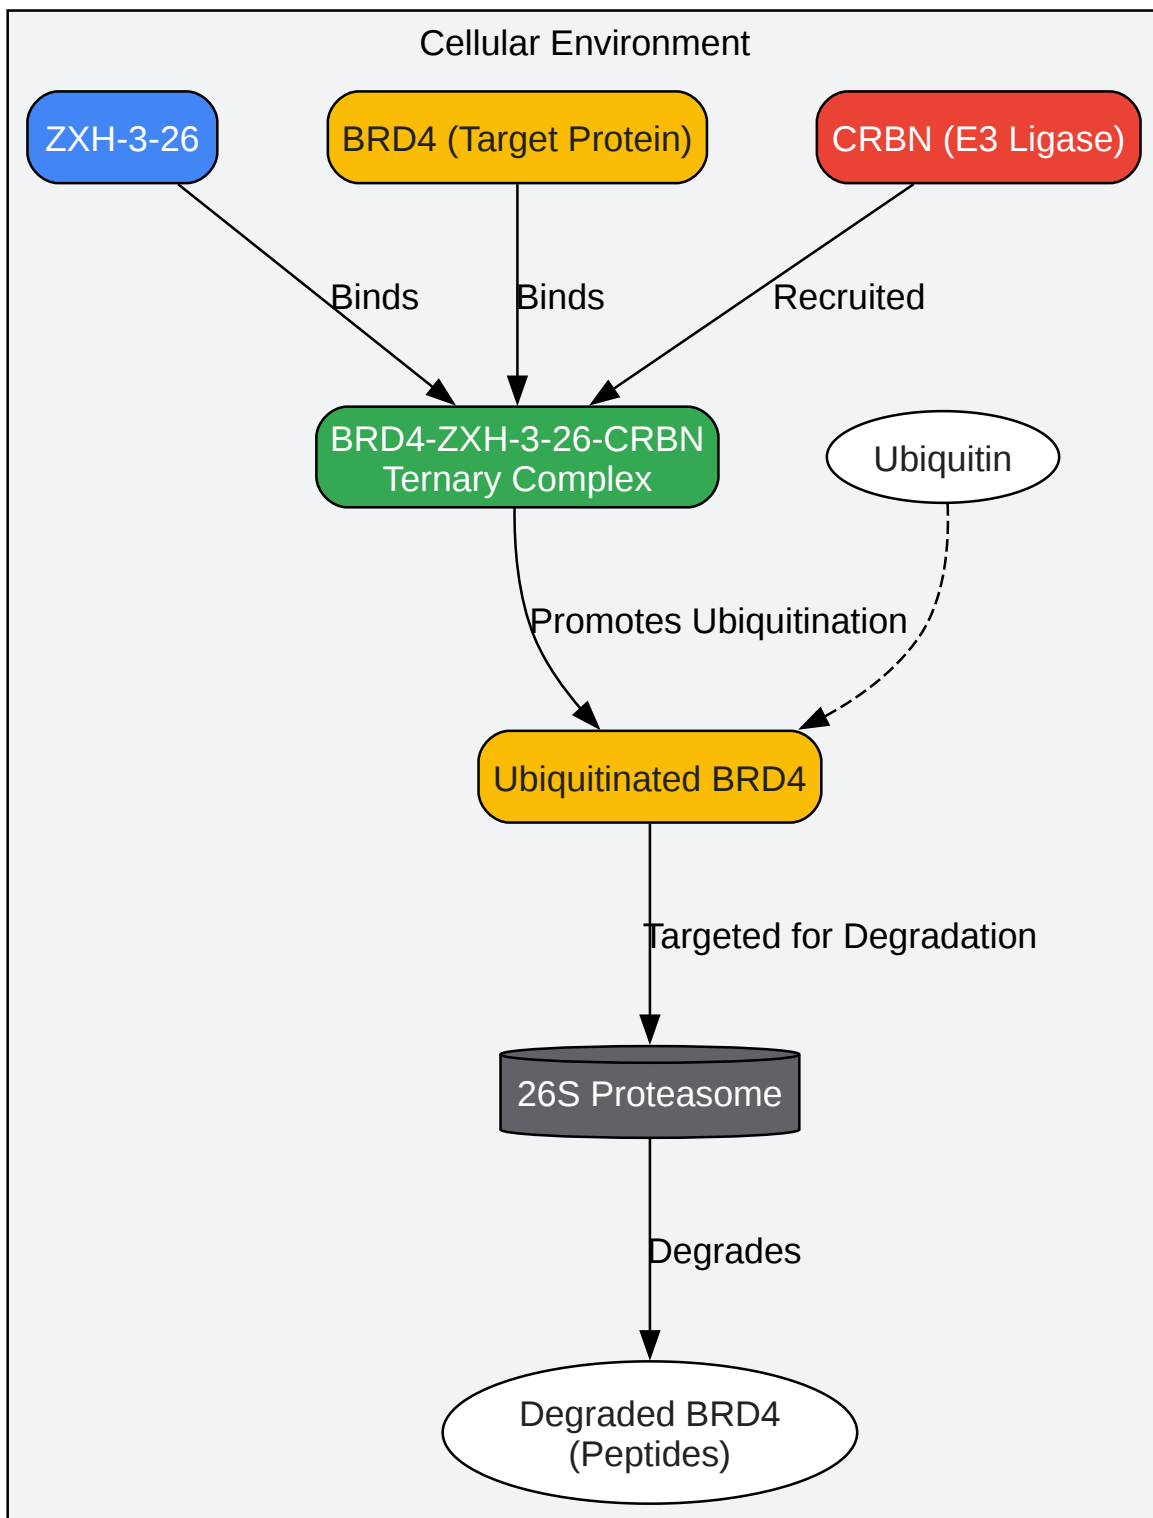 Cellular Environment
ZXH-3-26
BRD4 (Target Protein)
CRBN (E3 Ligase)
Binds
Binds
Recruited
BRD4-ZXH-3-26-CRBN
Ternary Complex
Ubiquitin
Promotes Ubiquitination
Ubiquitinated BRD4
Targeted for Degradation
26S Proteasome
Degrades
Degraded BRD4
(Peptides)